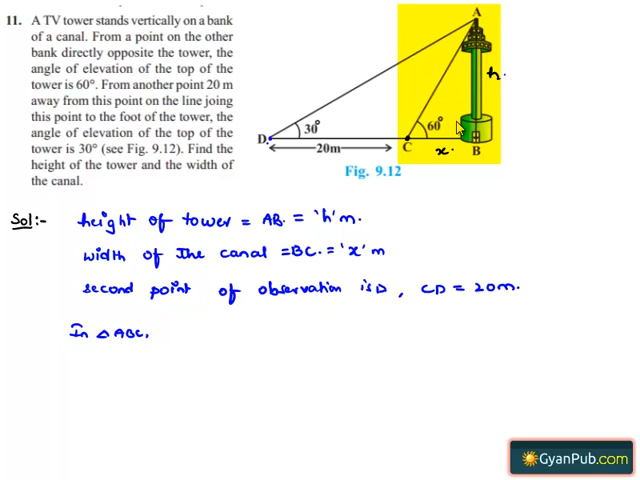 11. A TV tower stands vertically on a bank
of a canal. From a point on the other
bank directly opposite the tower, the
angle of elevation of the top of the
tower is 60°. From another point 20 m
away from this point on the line joing
this point to the foot of the tower, the
angle of elevation of the top of the
tower is 30° (see Fig. 9.12). Find the
height of the tower and the width of
the canal.
A
h.
30°
60°
D
20m
C
x.
B
Fig. 9.12
Sol:- height of tower = AB. = 'h' m.
width of the canal = BC. = 'x' m
second point of observation is D, CD = 20m.
In △ ABC,
GyanPub.com